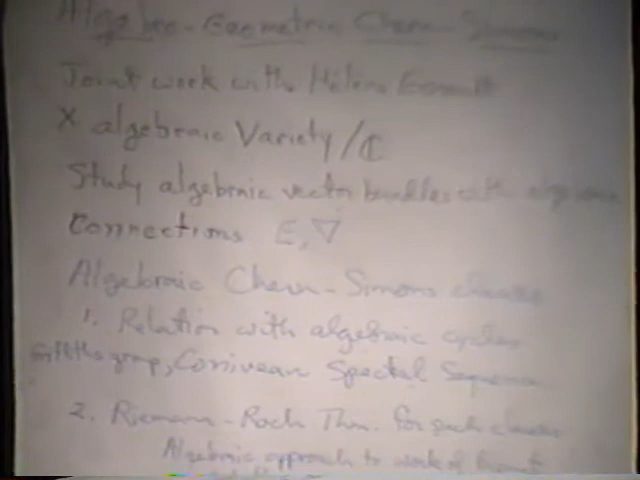 Algebro-Geometric Chern-Simons
Joint work with Hélène Esnault
X algebraic Variety/ℂ
Study algebraic vector bundles with algebraic
Connections E,∇
Algebraic Chern-Simons classes
1. Relation with algebraic cycles
Griffiths group, Coniveau Spectral Sequence
2. Riemann-Roch Thm. for such classes
Algebraic approach to work of